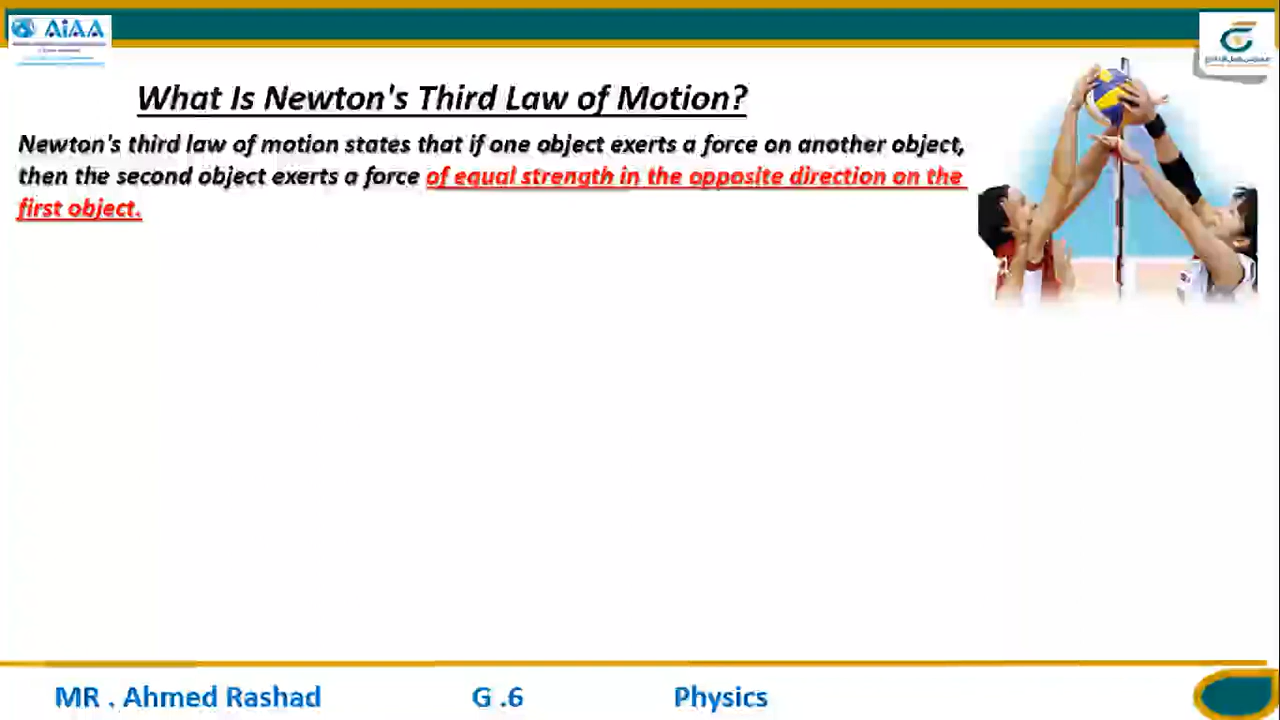 AiAA
What Is Newton's Third Law of Motion?
Newton's third law of motion states that if one object exerts a force on another object,
then the second object exerts a force of equal strength in the opposite direction on the
first object.
MR . Ahmed Rashad G .6 Physics